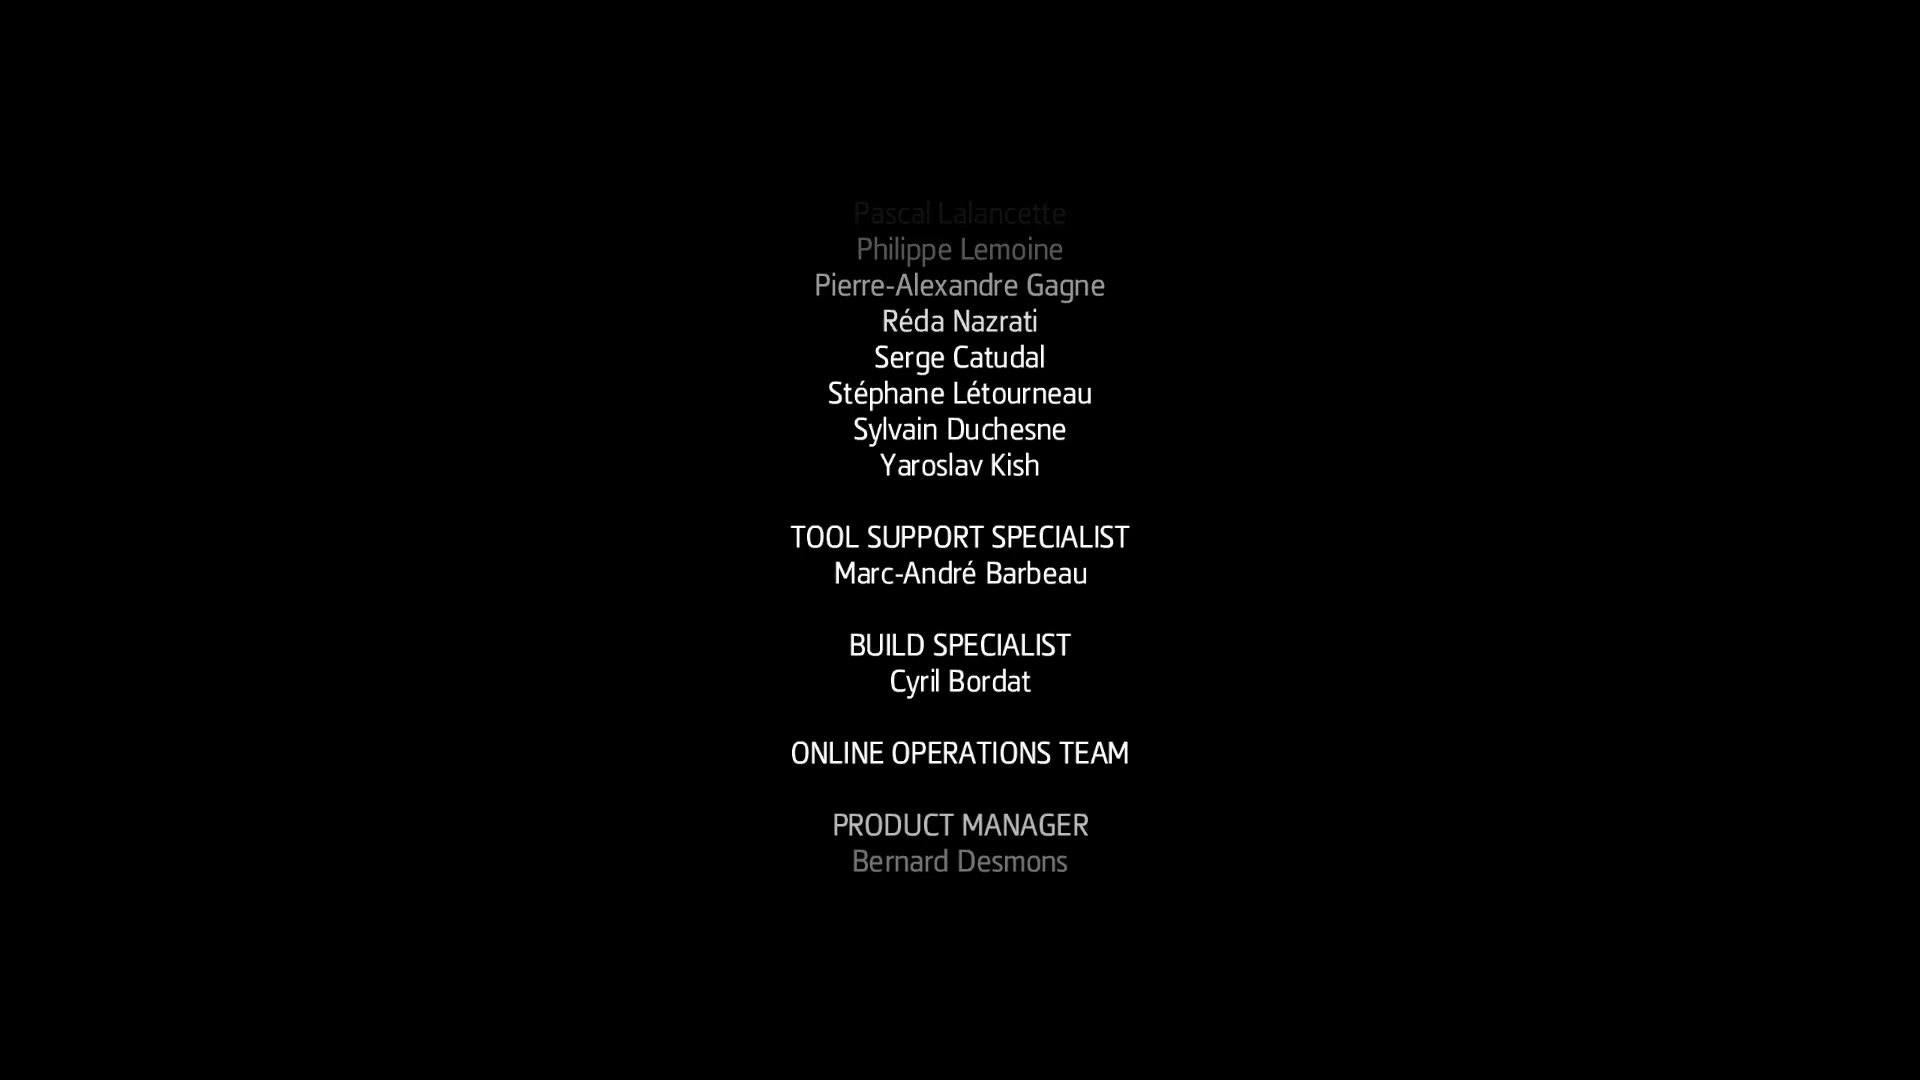 Pascal Lalancette
Philippe Lemoine
Pierre-Alexandre Gagne
Réda Nazrati
Serge Catudal
Stéphane Létourneau
Sylvain Duchesne
Yaroslav Kish
TOOL SUPPORT SPECIALIST
Marc-André Barbeau
BUILD SPECIALIST
Cyril Bordat
ONLINE OPERATIONS TEAM
PRODUCT MANAGER
Bernard Desmons